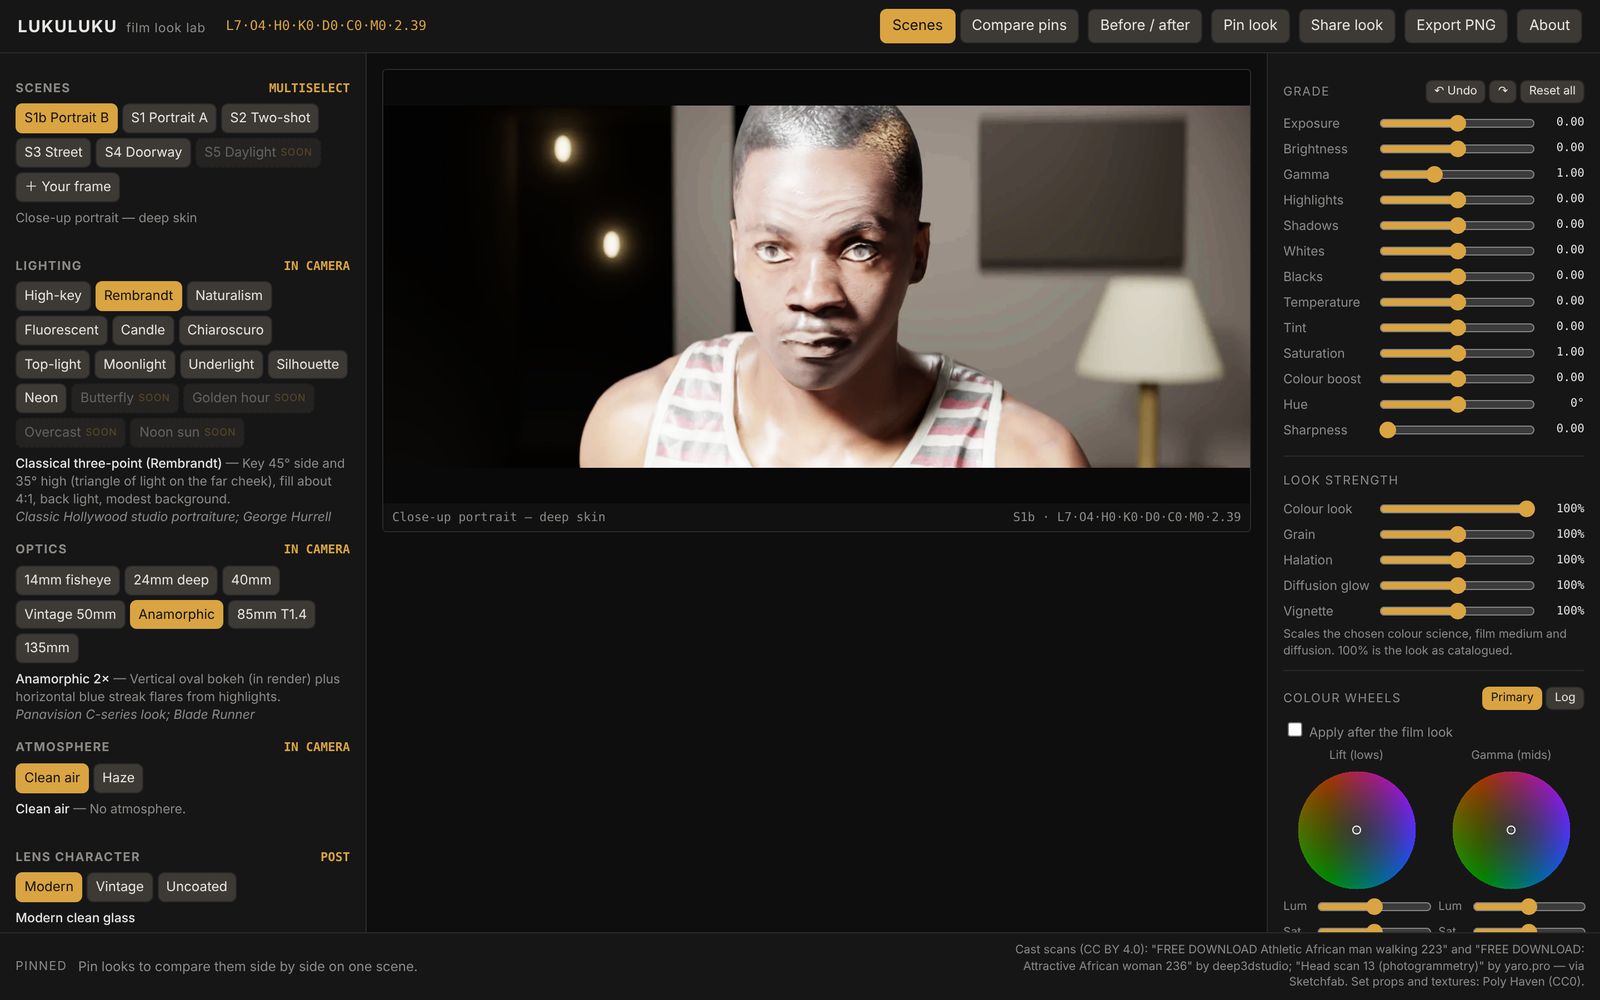 LUKULUKU film look lab L7·O4·H0·K0·D0·C0·M0·2.39
Scenes Compare pins Before / after Pin look Share look Export PNG About
SCENES MULTISELECT
S1b Portrait B S1 Portrait A S2 Two-shot
S3 Street S4 Doorway S5 Daylight SOON
+ Your frame
Close-up portrait — deep skin
LIGHTING IN CAMERA
High-key Rembrandt Naturalism
Fluorescent Candle Chiaroscuro
Top-light Moonlight Underlight Silhouette
Neon Butterfly SOON Golden hour SOON
Overcast SOON Noon sun SOON
Classical three-point (Rembrandt) — Key 45° side and
35° high (triangle of light on the far cheek), fill about
4:1, back light, modest background.
Classic Hollywood studio portraiture; George Hurrell
OPTICS IN CAMERA
14mm fisheye 24mm deep 40mm
Vintage 50mm Anamorphic 85mm T1.4
135mm
Anamorphic 2× — Vertical oval bokeh (in render) plus
horizontal blue streak flares from highlights.
Panavision C-series look; Blade Runner
ATMOSPHERE IN CAMERA
Clean air Haze
Clean air — No atmosphere.
LENS CHARACTER POST
Modern Vintage Uncoated
Modern clean glass
Close-up portrait — deep skin S1b · L7·O4·H0·K0·D0·C0·M0·2.39
GRADE ↶ Undo ↷ Reset all
Exposure 0.00
Brightness 0.00
Gamma 1.00
Highlights 0.00
Shadows 0.00
Whites 0.00
Blacks 0.00
Temperature 0.00
Tint 0.00
Saturation 1.00
Colour boost 0.00
Hue 0°
Sharpness 0.00
LOOK STRENGTH
Colour look 100%
Grain 100%
Halation 100%
Diffusion glow 100%
Vignette 100%
Scales the chosen colour science, film medium and
diffusion. 100% is the look as catalogued.
COLOUR WHEELS Primary Log
Apply after the film look
Lift (lows) Gamma (mids)
Lum Lum
Sat Sat
PINNED Pin looks to compare them side by side on one scene.
Cast scans (CC BY 4.0): "FREE DOWNLOAD Athletic African man walking 223" and "FREE DOWNLOAD:
Attractive African woman 236" by deep3dstudio; "Head scan 13 (photogrammetry)" by yaro.pro — via
Sketchfab. Set props and textures: Poly Haven (CC0).